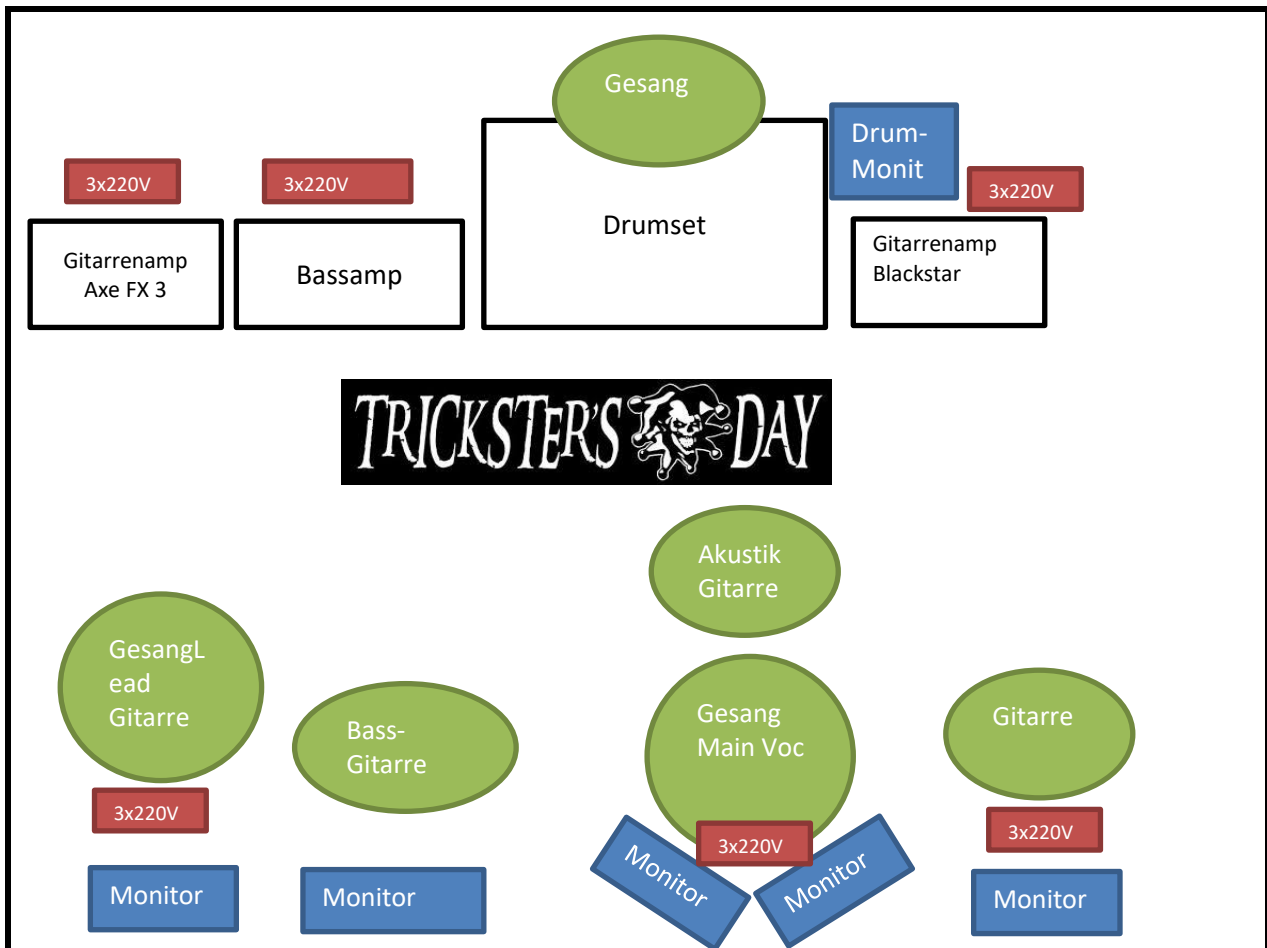 Gesang
Drum-
Monit
3x220V
3x220V
3x220V
Drumset
Gitarrenamp
Axe FX 3
Bassamp
Gitarrenamp
Blackstar
TRICKSTER'S DAY
Akustik
Gitarre
GesangL
ead
Gitarre
Bass-
Gitarre
Gesang
Main Voc
Gitarre
3x220V
3x220V
3x220V
Monitor
Monitor
Monitor
Monitor
Monitor